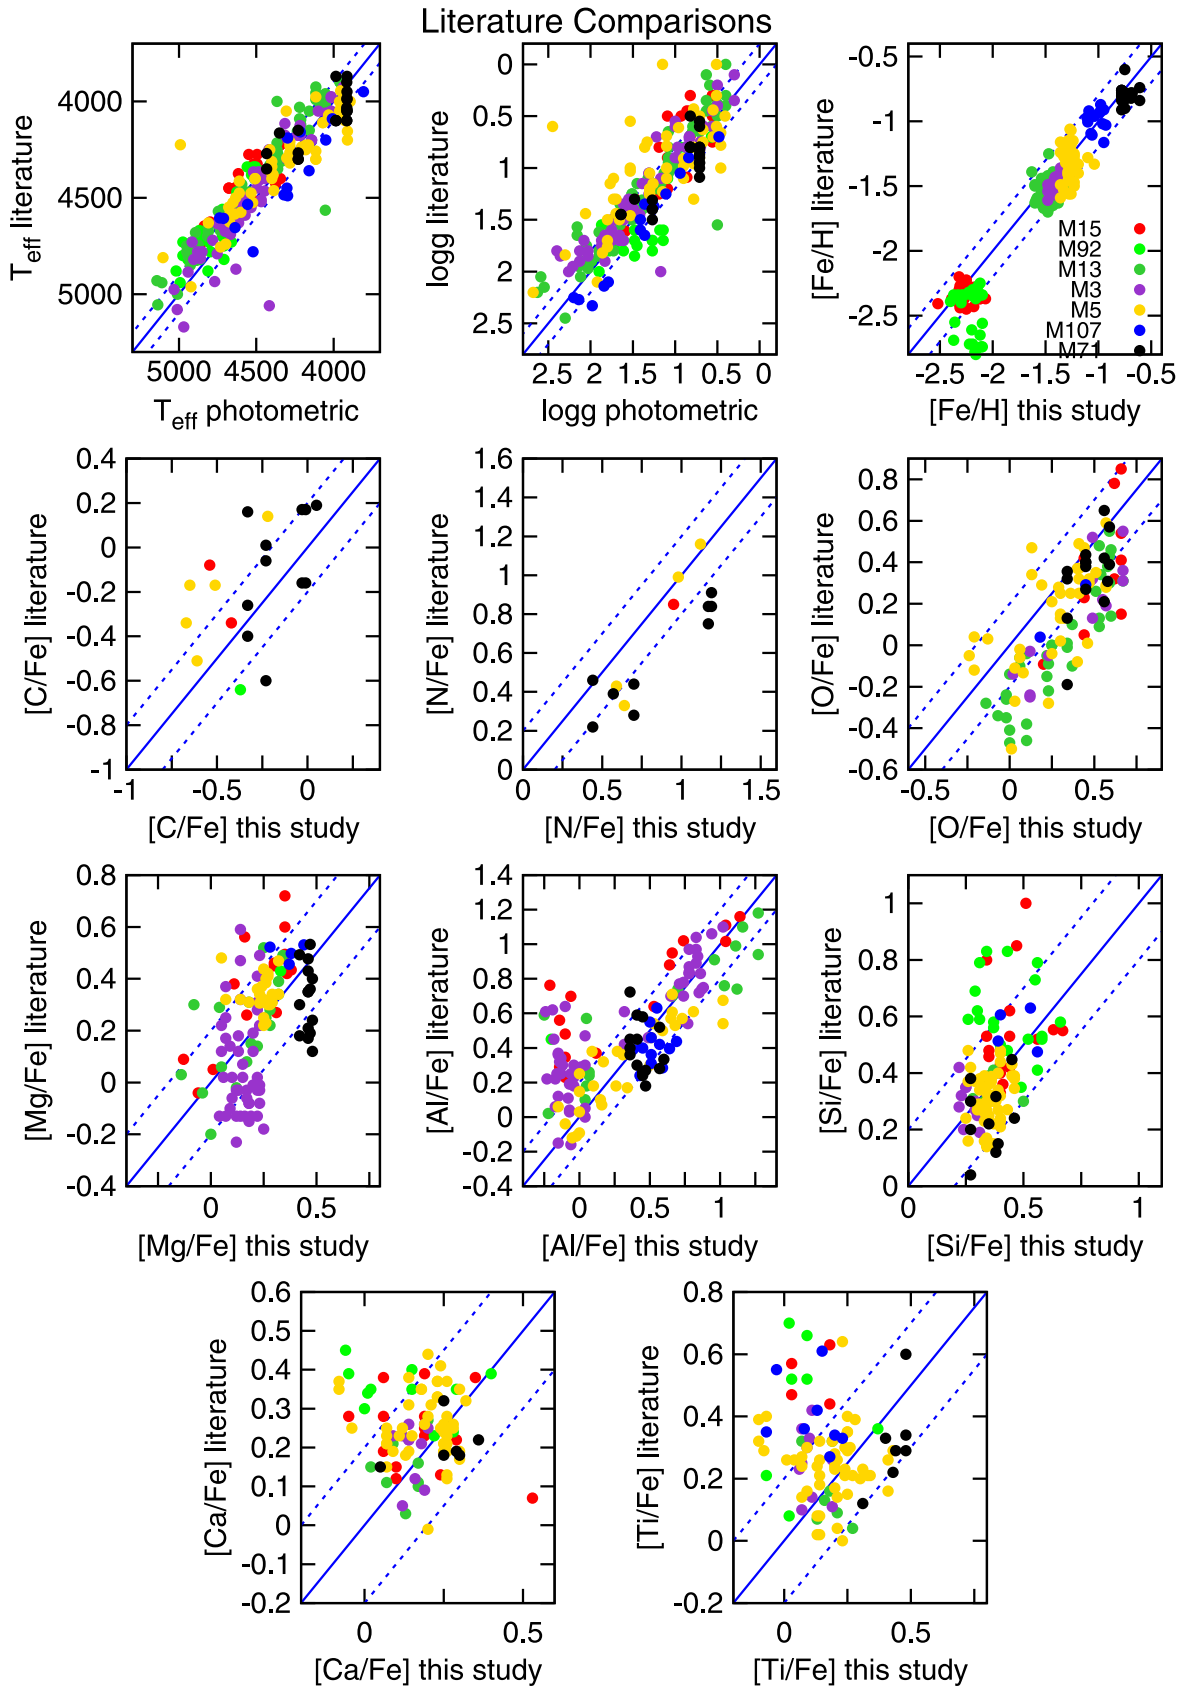 Literature Comparisons
4000
4500
5000
T_eff literature
5000 4500 4000
T_eff photometric
0
0.5
1
1.5
2
2.5
logg literature
2.5 2 1.5 1 0.5 0
logg photometric
-0.5
-1
-1.5
-2
-2.5
[Fe/H] literature
M15
M92
M13
M3
M5
M107
M71
-2.5 -2 -1.5 -1 -0.5
[Fe/H] this study
0.4
0.2
0
-0.2
-0.4
-0.6
-0.8
-1
[C/Fe] literature
-1 -0.5 0
[C/Fe] this study
1.6
1.4
1.2
1
0.8
0.6
0.4
0.2
0
[N/Fe] literature
0 0.5 1 1.5
[N/Fe] this study
0.8
0.6
0.4
0.2
0
-0.2
-0.4
-0.6
[O/Fe] literature
-0.5 0 0.5
[O/Fe] this study
0.8
0.6
0.4
0.2
0
-0.2
-0.4
[Mg/Fe] literature
0 0.5
[Mg/Fe] this study
1.4
1.2
1
0.8
0.6
0.4
0.2
0
-0.2
-0.4
[Al/Fe] literature
0 0.5 1
[Al/Fe] this study
1
0.8
0.6
0.4
0.2
0
[Si/Fe] literature
0 0.5 1
[Si/Fe] this study
0.6
0.5
0.4
0.3
0.2
0.1
0
-0.1
-0.2
[Ca/Fe] literature
0 0.5
[Ca/Fe] this study
0.8
0.6
0.4
0.2
0
-0.2
[Ti/Fe] literature
0 0.5
[Ti/Fe] this study